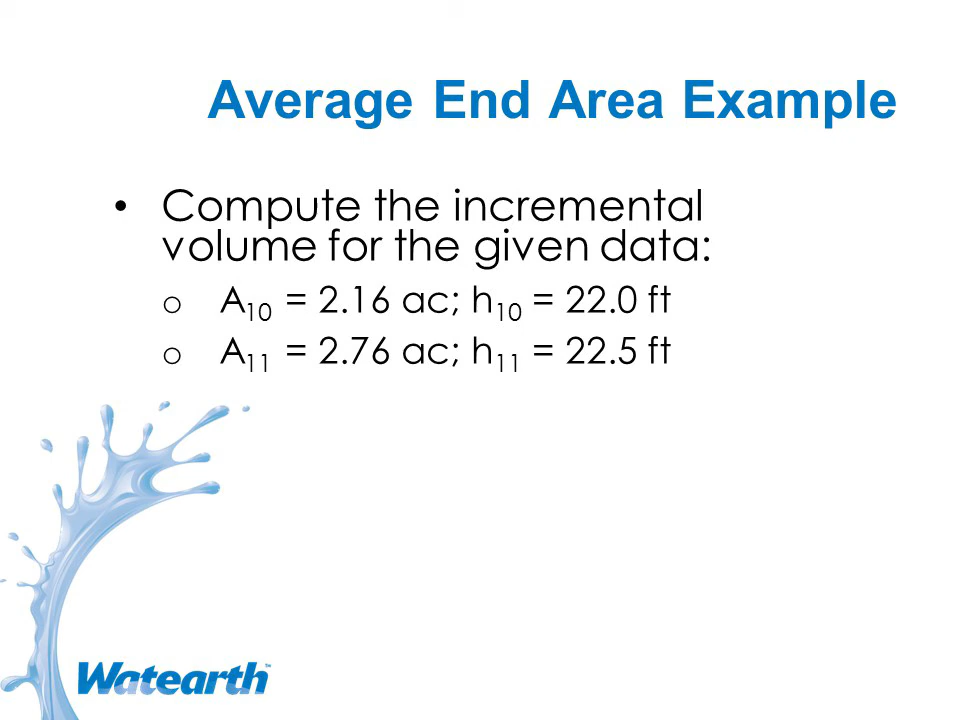 Average End Area Example
• Compute the incremental
volume for the given data:
o A₁₀ = 2.16 ac; h₁₀ = 22.0 ft
o A₁₁ = 2.76 ac; h₁₁ = 22.5 ft
Watearth™